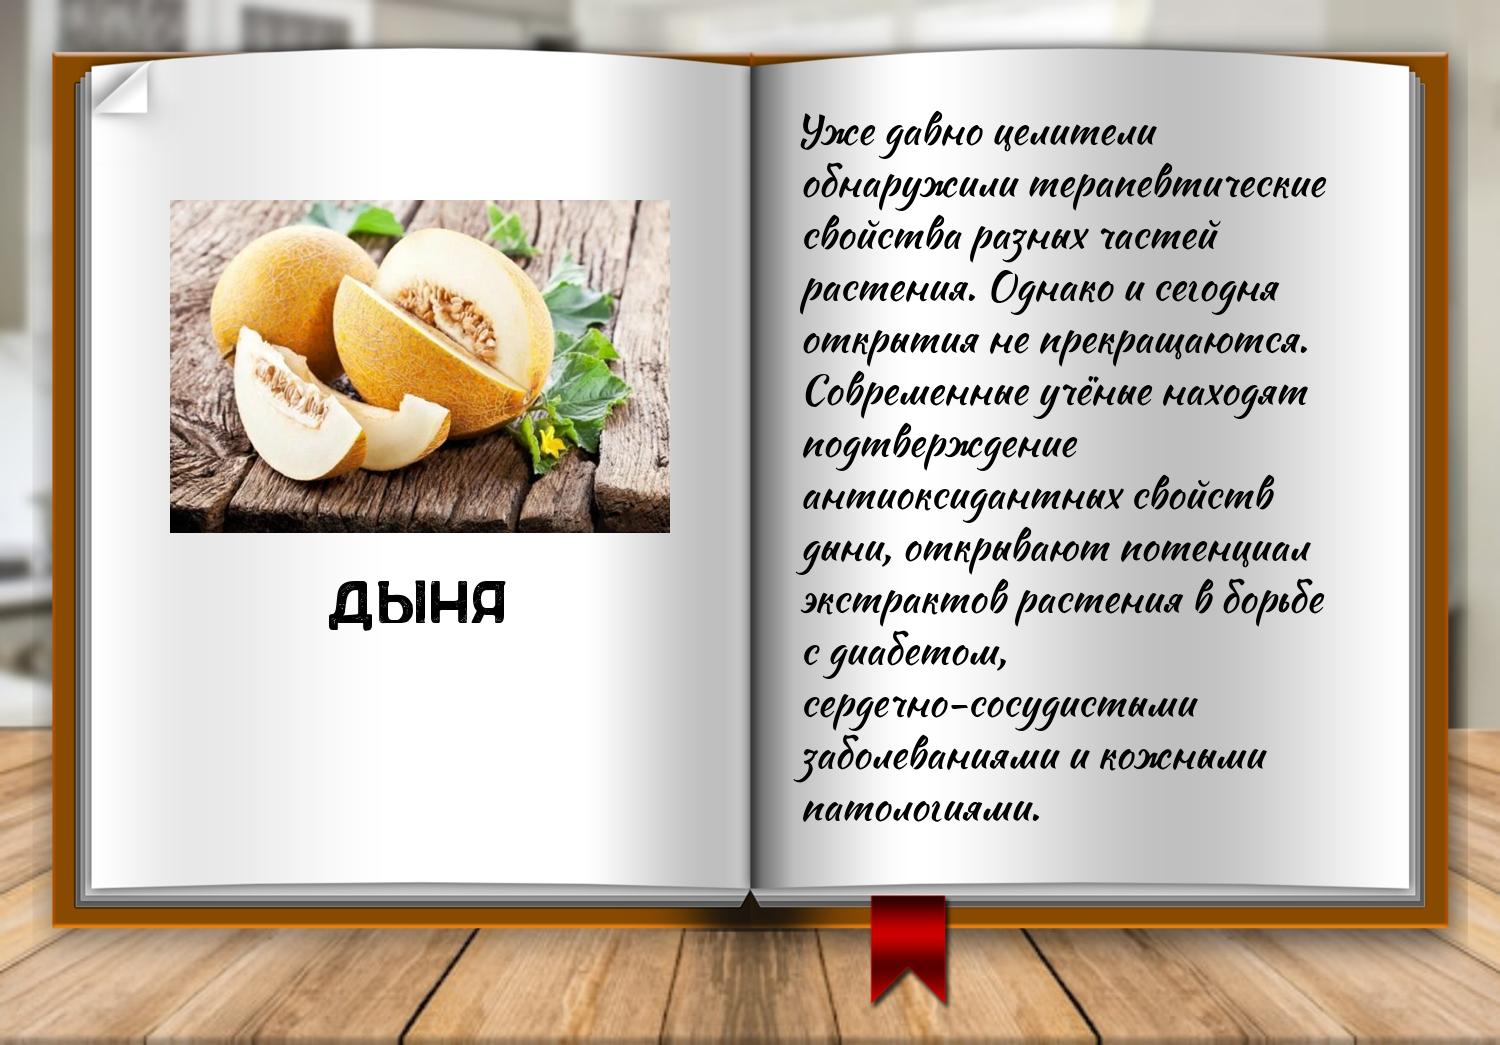 ДЫНЯ
Уже давно целители
обнаружили терапевтические
свойства разных частей
растения. Однако и сегодня
открытия не прекращаются.
Современные учёные находят
подтверждение
антиоксидантных свойств
дыни, открывают потенциал
экстрактов растения в борьбе
с диабетом,
сердечно-сосудистыми
заболеваниями и кожными
патологиями.